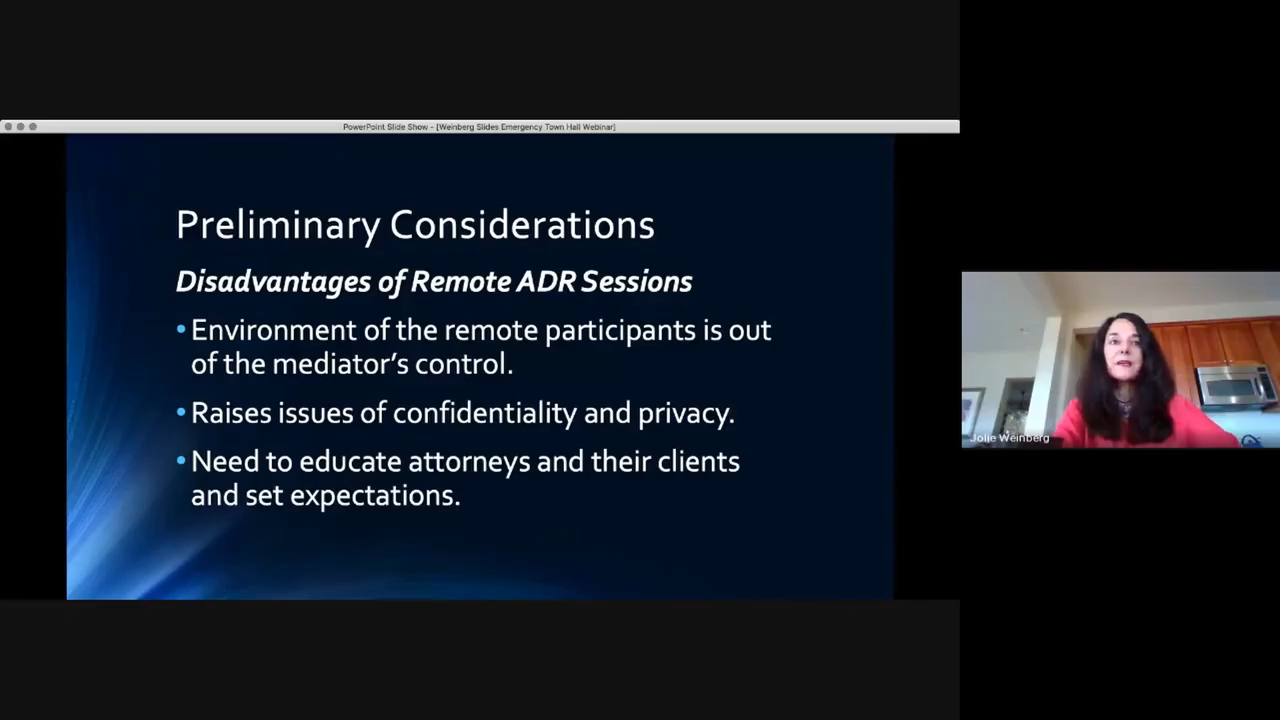 PowerPoint Slide Show - [Weinberg Slides Emergency Town Hall Webinar]
Preliminary Considerations
Disadvantages of Remote ADR Sessions
•Environment of the remote participants is out
of the mediator’s control.
•Raises issues of confidentiality and privacy.
•Need to educate attorneys and their clients
and set expectations.
Jolie Weinberg